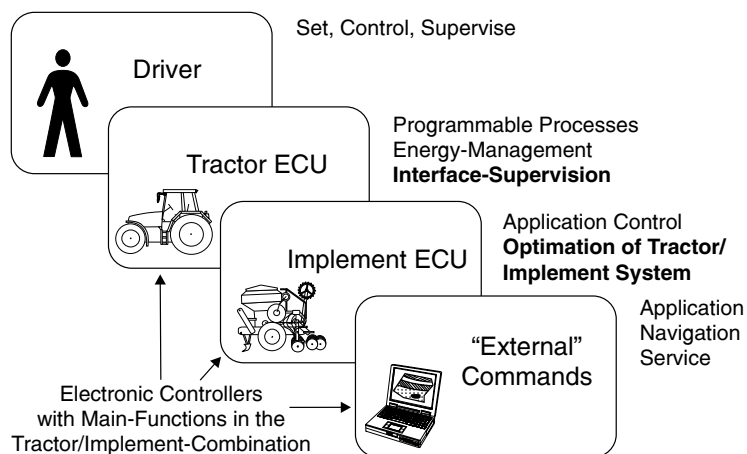 Set, Control, Supervise
Driver
Programmable Processes
Energy-Management
Interface-Supervision
Tractor ECU
Application Control
Optimation of Tractor/
Implement System
Implement ECU
Application
Navigation
Service
“External”
Commands
Electronic Controllers
with Main-Functions in the
Tractor/Implement-Combination